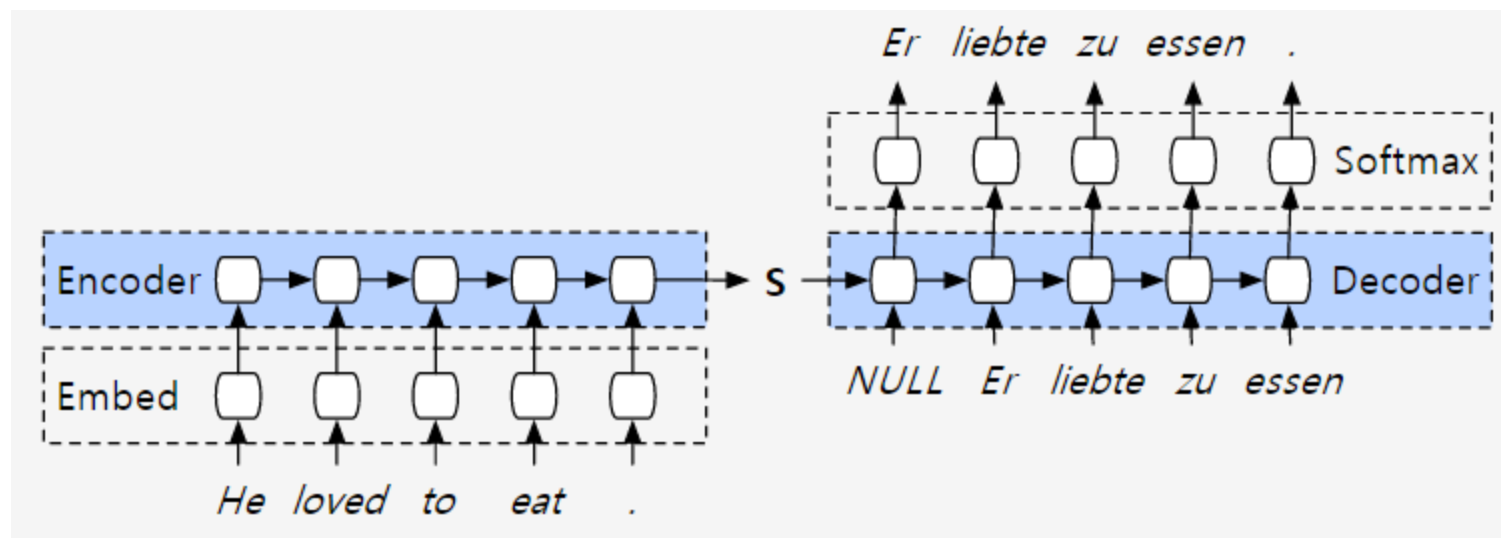 Er liebte zu essen .
Softmax
Encoder
S
Decoder
Embed
NULL Er liebte zu essen
He loved to eat .